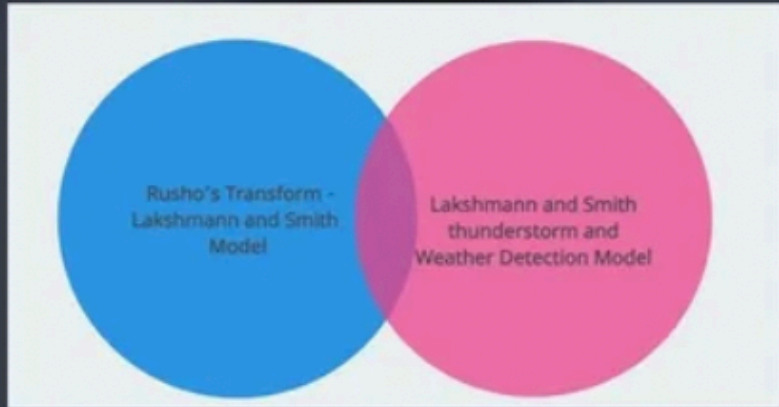 Rusho's Transform -
Lakshmann and Smith
Model
Lakshmann and Smith
thunderstorm and
Weather Detection Model